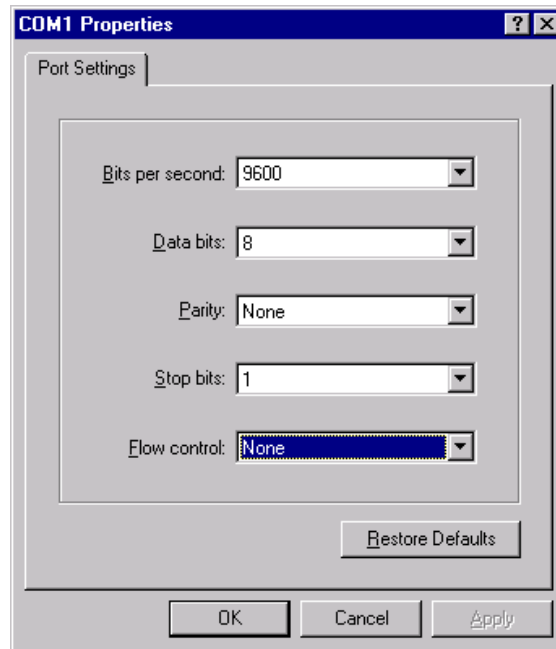 COM1 Properties
Port Settings
Bits per second: 9600
Data bits: 8
Parity: None
Stop bits: 1
Flow control: None
Restore Defaults
OK Cancel Apply